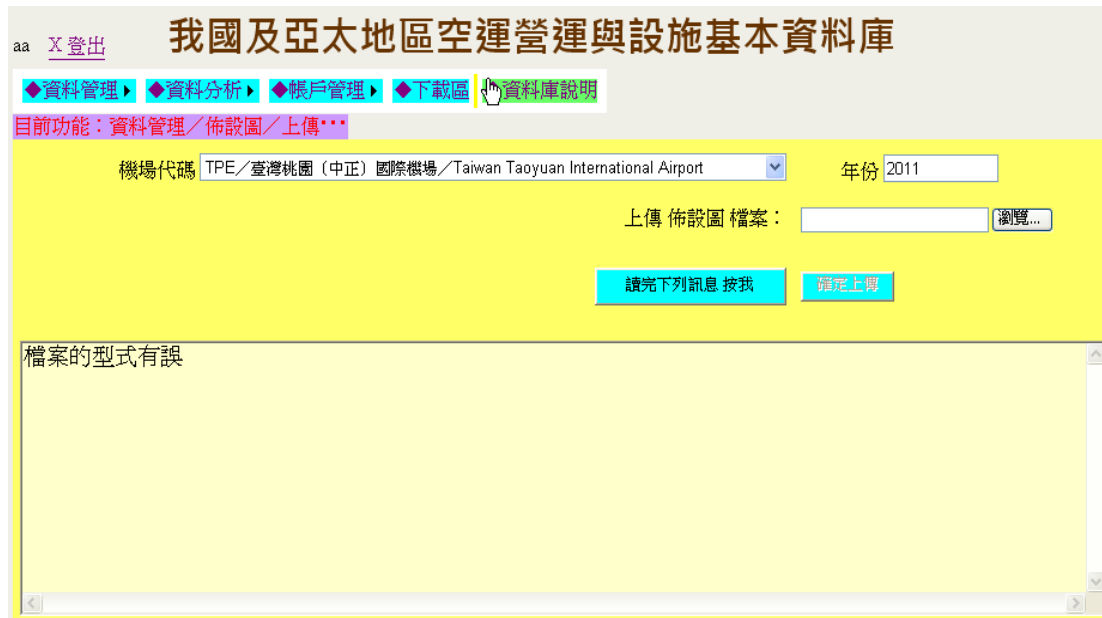 aa X 登出 我國及亞太地區空運營運與設施基本資料庫
◆資料管理 ◆資料分析 ◆帳戶管理 ◆下載區 ◆資料庫說明
目前功能：資料管理／佈設圖／上傳…
機場代碼 TPE／臺灣桃園（中正）國際機場／Taiwan Taoyuan International Airport 年份 2011
上傳 佈設圖 檔案： 瀏覽...
讀完下列訊息 按我 確定上傳
檔案的型式有誤